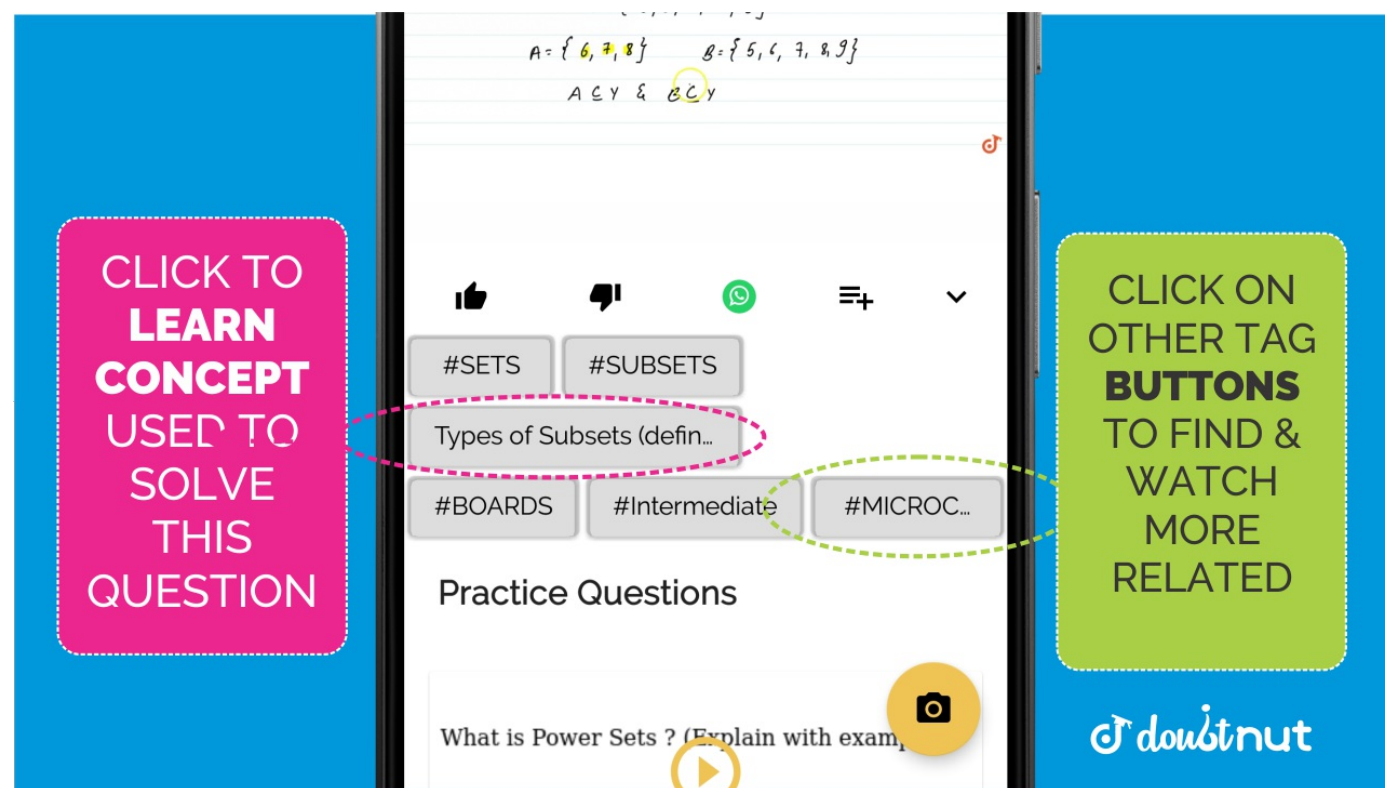 A = { 6, 7, 8} B = { 5, 6, 7, 8, 9}
A ⊆ Y & B ⊆ Y
CLICK TO
LEARN
CONCEPT
USED TO
SOLVE
THIS
QUESTION
#SETS #SUBSETS
Types of Subsets (defin...
#BOARDS #Intermediate #MICROC...
Practice Questions
What is Power Sets ? (Explain with exam
CLICK ON
OTHER TAG
BUTTONS
TO FIND &
WATCH
MORE
RELATED
doubtnut